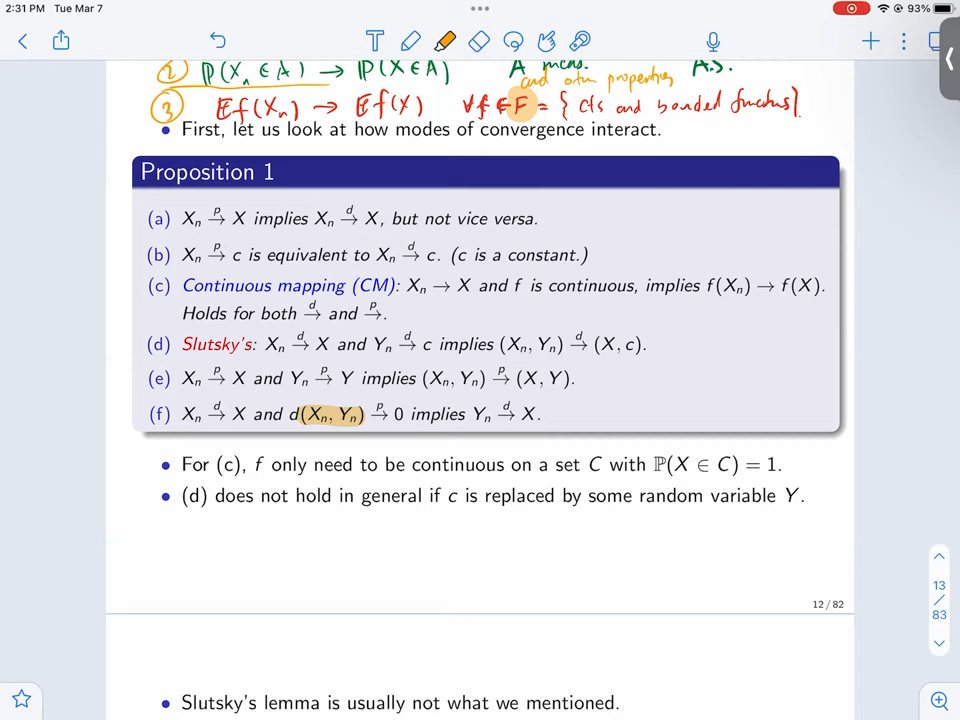 2:31 PM Tue Mar 7
93%
② ℙ(Xₙ ∈ A) → ℙ(X ∈ A) A meas. A.S.
and other properties
③ 𝔼f(Xₙ) → 𝔼f(X) ∀f ∈ F = { cts and bounded functions}.
• First, let us look at how modes of convergence interact.
Proposition 1
(a) Xₙ →ᵖ X implies Xₙ →ᵈ X, but not vice versa.
(b) Xₙ →ᵖ c is equivalent to Xₙ →ᵈ c. (c is a constant.)
(c) Continuous mapping (CM): Xₙ → X and f is continuous, implies f(Xₙ) → f(X).
Holds for both →ᵈ and →ᵖ.
(d) Slutsky's: Xₙ →ᵈ X and Yₙ →ᵈ c implies (Xₙ, Yₙ) →ᵈ (X, c).
(e) Xₙ →ᵖ X and Yₙ →ᵖ Y implies (Xₙ, Yₙ) →ᵖ (X, Y).
(f) Xₙ →ᵈ X and d(Xₙ, Yₙ) →ᵖ 0 implies Yₙ →ᵈ X.
• For (c), f only need to be continuous on a set C with ℙ(X ∈ C) = 1.
• (d) does not hold in general if c is replaced by some random variable Y.
13
/
83
12 / 82
• Slutsky's lemma is usually not what we mentioned.